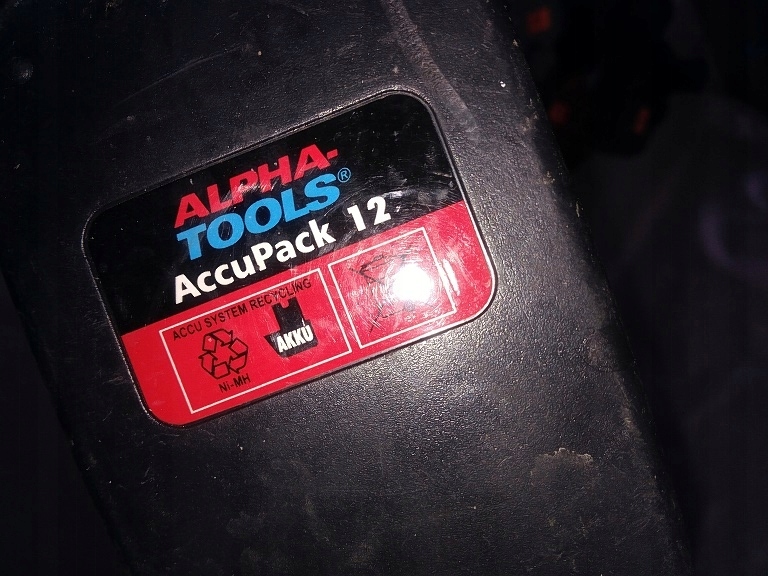 ALPHA-
TOOLS®
AccuPack 12
ACCU SYSTEM RECYCLING
AKKU
Ni-MH